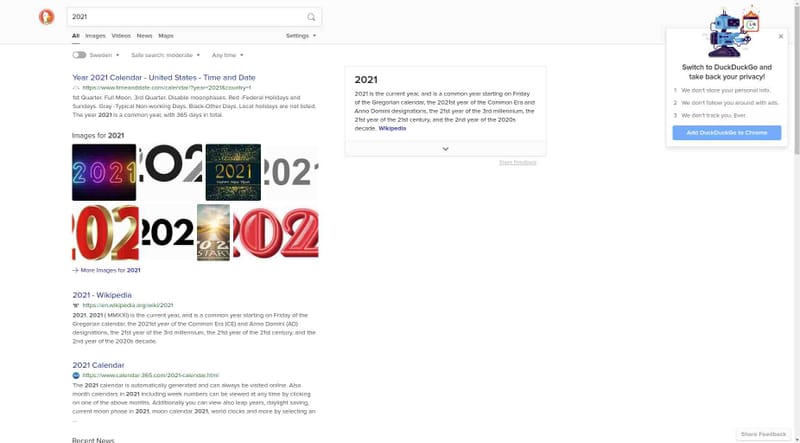 2021
All Images Videos News Maps Settings
Sweden Safe search: moderate Any time
Year 2021 Calendar - United States - Time and Date
https://www.timeanddate.com/calendar/?year=2021&country=1
1st Quarter. Full Moon. 3rd Quarter. Disable moonphases. Red -Federal Holidays and
Sundays. Gray -Typical Non-working Days. Black-Other Days. Local holidays are not listed.
The year 2021 is a common year, with 365 days in total.
Images for 2021
2021
202
2021
HAPPY NEW YEAR
2021
202
202
2022
START
202
More Images for 2021
2021 - Wikipedia
https://en.wikipedia.org/wiki/2021
2021. 2021 ( MMXXI) is the current year, and is a common year starting on Friday of the
Gregorian calendar, the 2021st year of the Common Era (CE) and Anno Domini (AD)
designations, the 21st year of the 3rd millennium, the 21st year of the 21st century, and the
2nd year of the 2020s decade.
2021 Calendar
https://www.calendar-365.com/2021-calendar.html
The 2021 calendar is automatically generated and can always be visited online. Also
month calendars in 2021 including week numbers can be viewed at any time by clicking
on one of the above months. Additionally you can view also leap years, daylight saving,
current moon phase in 2021, moon calendar 2021, world clocks and more by selecting an
...
Recent News
2021
2021 is the current year, and is a common year starting on Friday
of the Gregorian calendar, the 2021st year of the Common Era and
Anno Domini designations, the 21st year of the 3rd millennium, the
21st year of the 21st century, and the 2nd year of the 2020s
decade. Wikipedia
Share Feedback
Switch to DuckDuckGo and
take back your privacy!
1 We don't store your personal info.
2 We don't follow you around with ads.
3 We don't track you. Ever.
Add DuckDuckGo to Chrome
Share Feedback